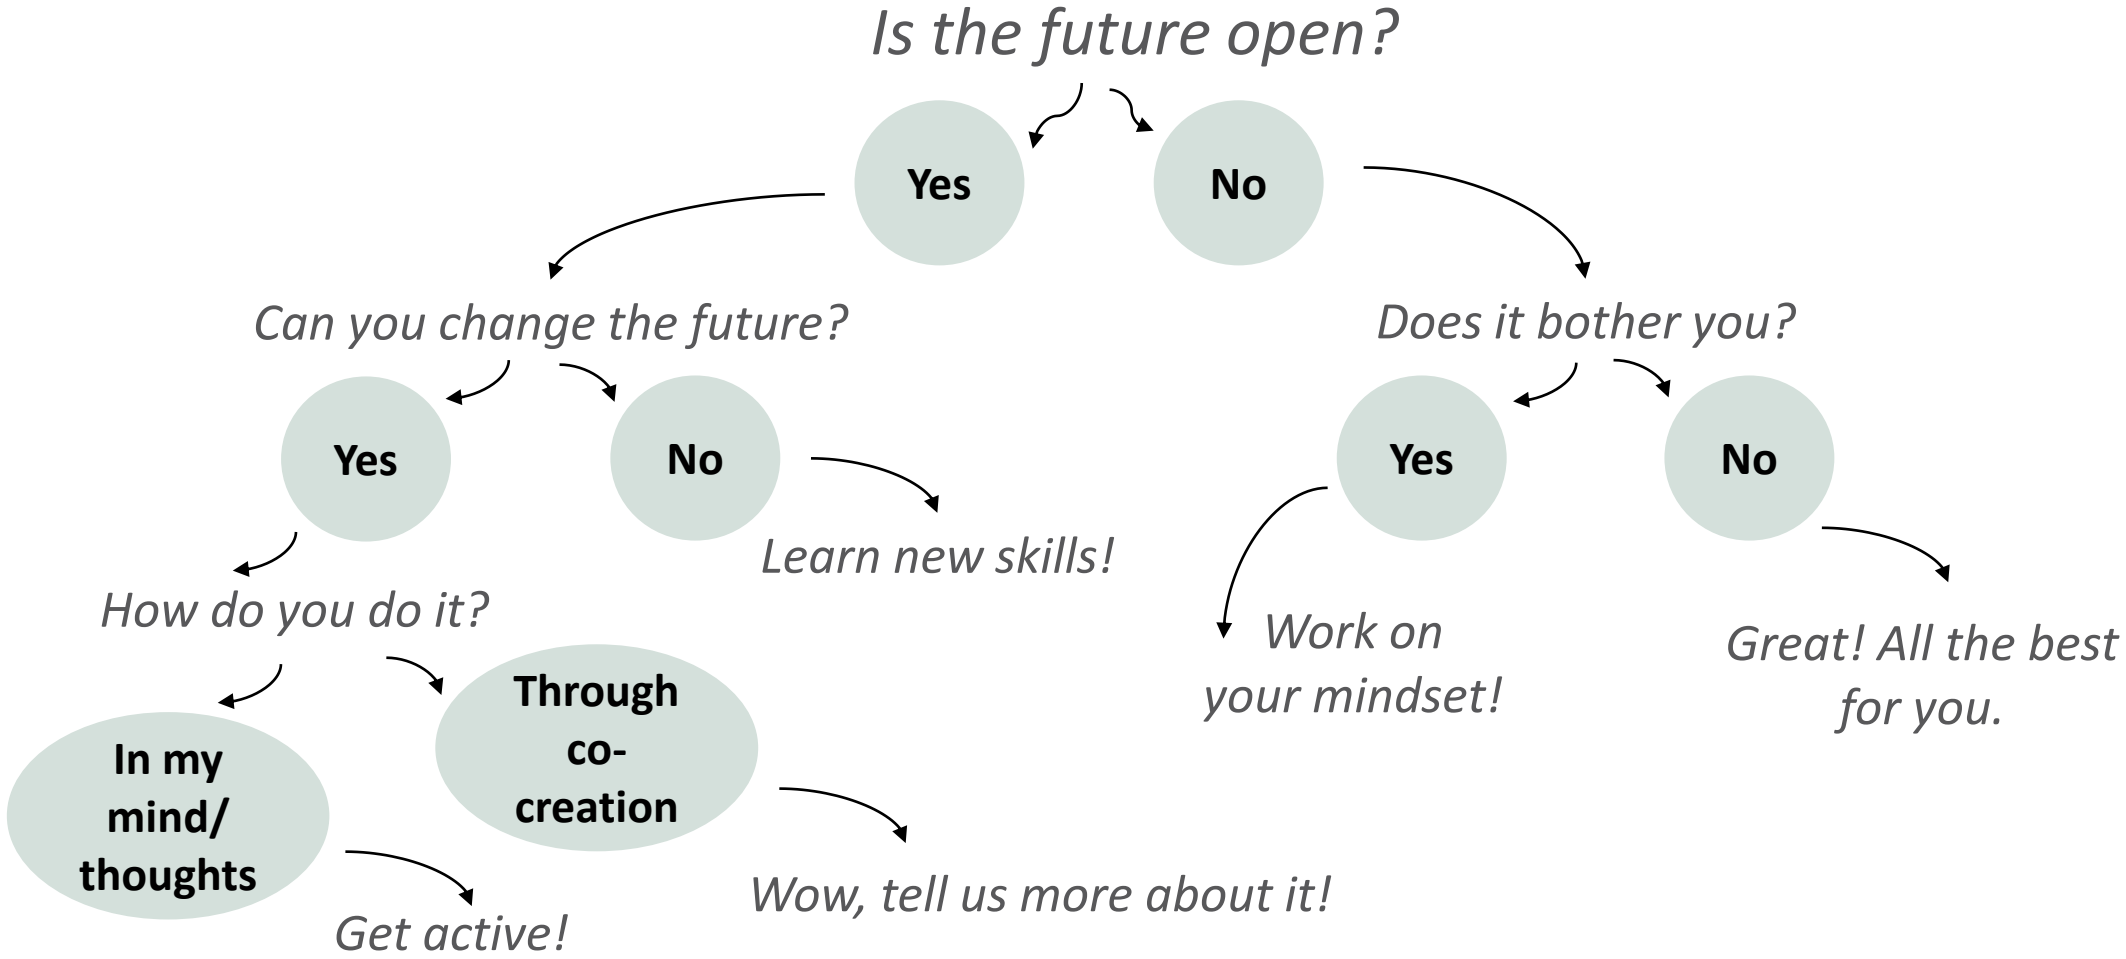 Is the future open?
Yes
No
Can you change the future?
Does it bother you?
Yes
No
Yes
No
Learn new skills!
How do you do it?
Work on
your mindset!
Great! All the best
for you.
Through
co-
creation
In my
mind/
thoughts
Wow, tell us more about it!
Get active!